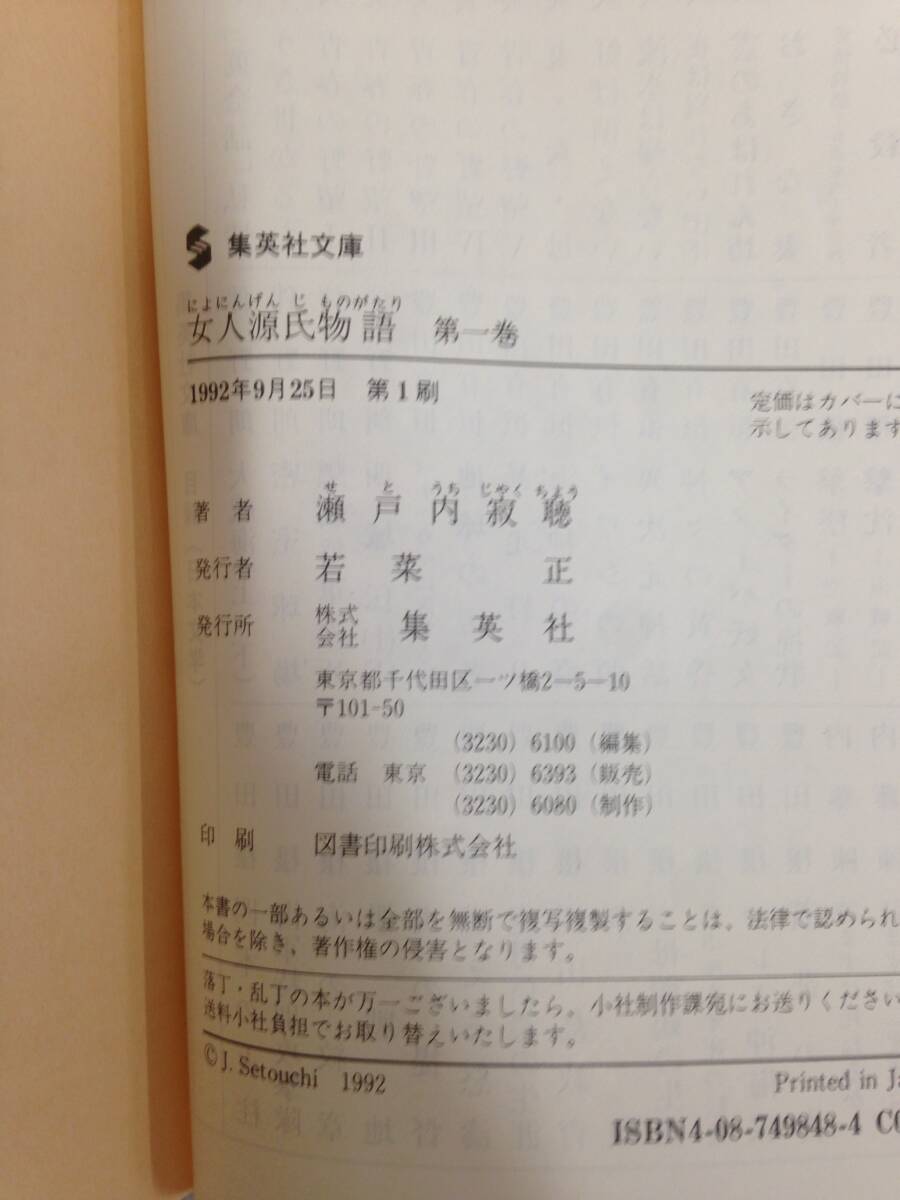 集英社文庫
にょにんげんじものがたり
女人源氏物語 第一巻
1992年9月25日 第1刷
定価はカバーに
示してあります
せとうちじゃくちょう
著者 瀬戸内寂聴
発行者 若菜 正
発行所 株式会社 集英社
東京都千代田区一ツ橋2-5-10
〒101-50
(3230) 6100 (編集)
電話 東京 (3230) 6393 (販売)
(3230) 6080 (制作)
印刷 図書印刷株式会社
本書の一部あるいは全部を無断で複写複製することは、法律で認められ
場合を除き、著作権の侵害となります。
落丁・乱丁の本が万一ございましたら、小社制作課宛にお送りください
送料小社負担でお取り替えいたします。
©J. Setouchi 1992
Printed in Ja
ISBN4-08-749848-4 C0